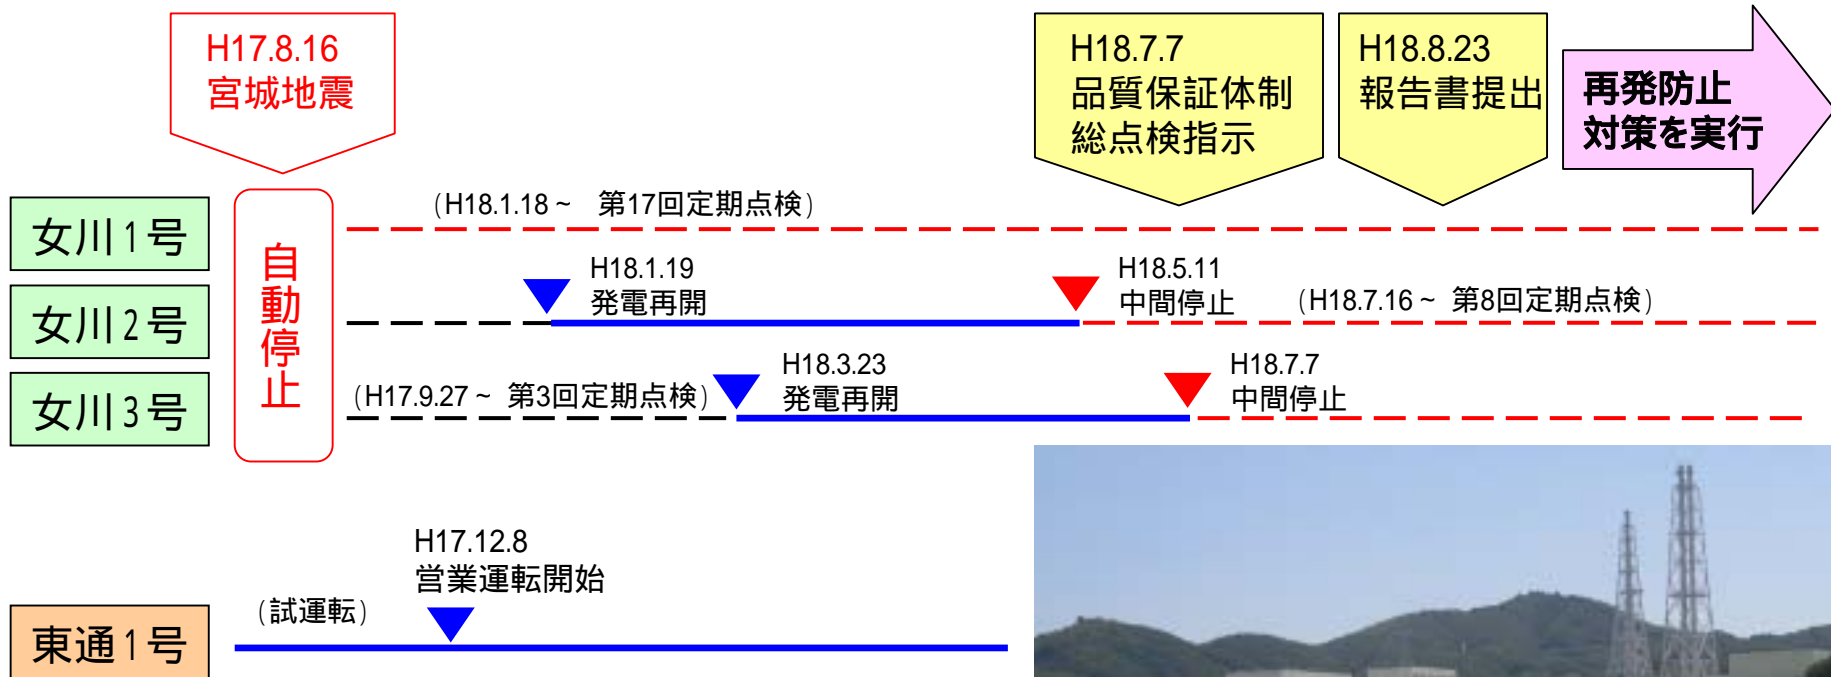 H17.8.16
宮城地震
H18.7.7
品質保証体制
総点検指示
H18.8.23
報告書提出
再発防止
対策を実行
自動停止
女川1号
(H18.1.18~ 第17回定期点検)
女川2号
H18.1.19
発電再開
H18.5.11
中間停止
(H18.7.16~ 第8回定期点検)
女川3号
(H17.9.27~ 第3回定期点検)
H18.3.23
発電再開
H18.7.7
中間停止
東通1号
(試運転)
H17.12.8
営業運転開始